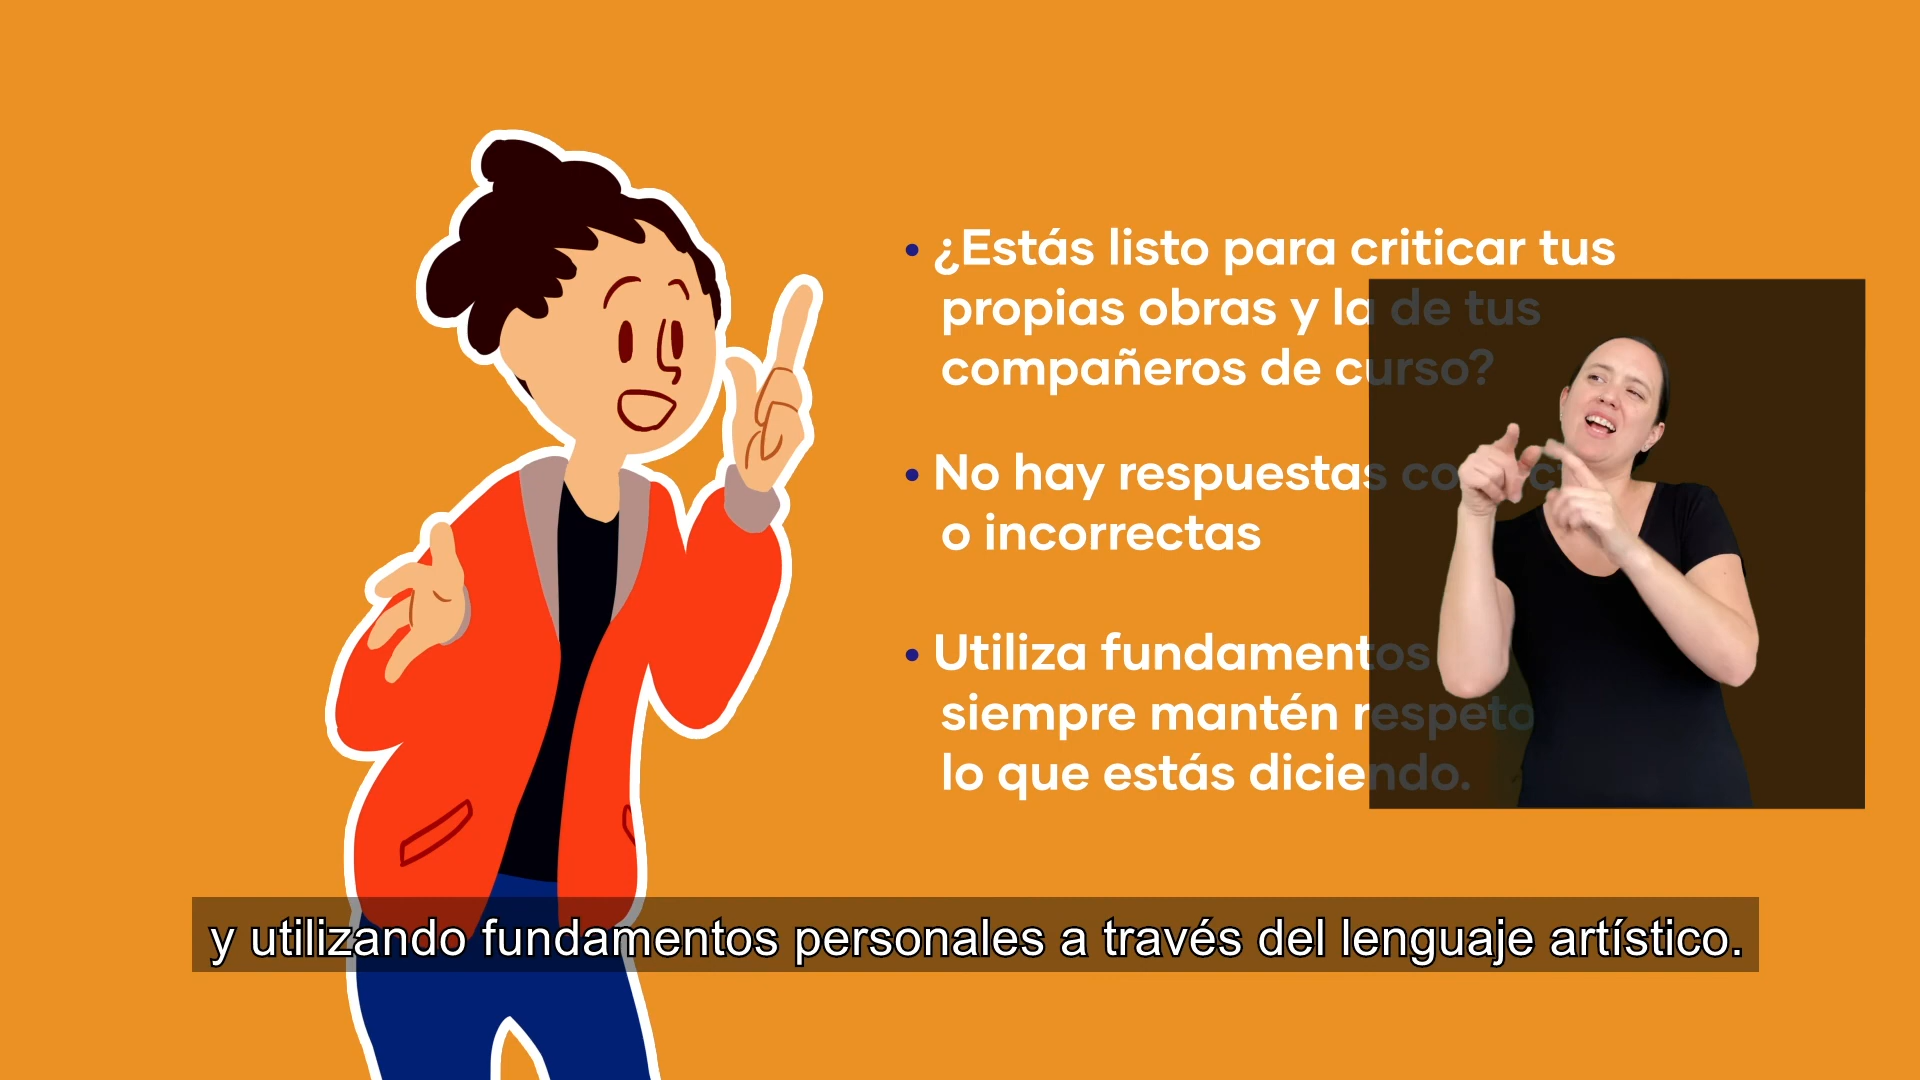 • ¿Estás listo para criticar tus
propias obras y la de tus
compañeros de curso?
• No hay respuestas
o incorrectas
• Utiliza fundamentos
siempre mantén respeto
lo que estás diciendo.
y utilizando fundamentos personales a través del lenguaje artístico.